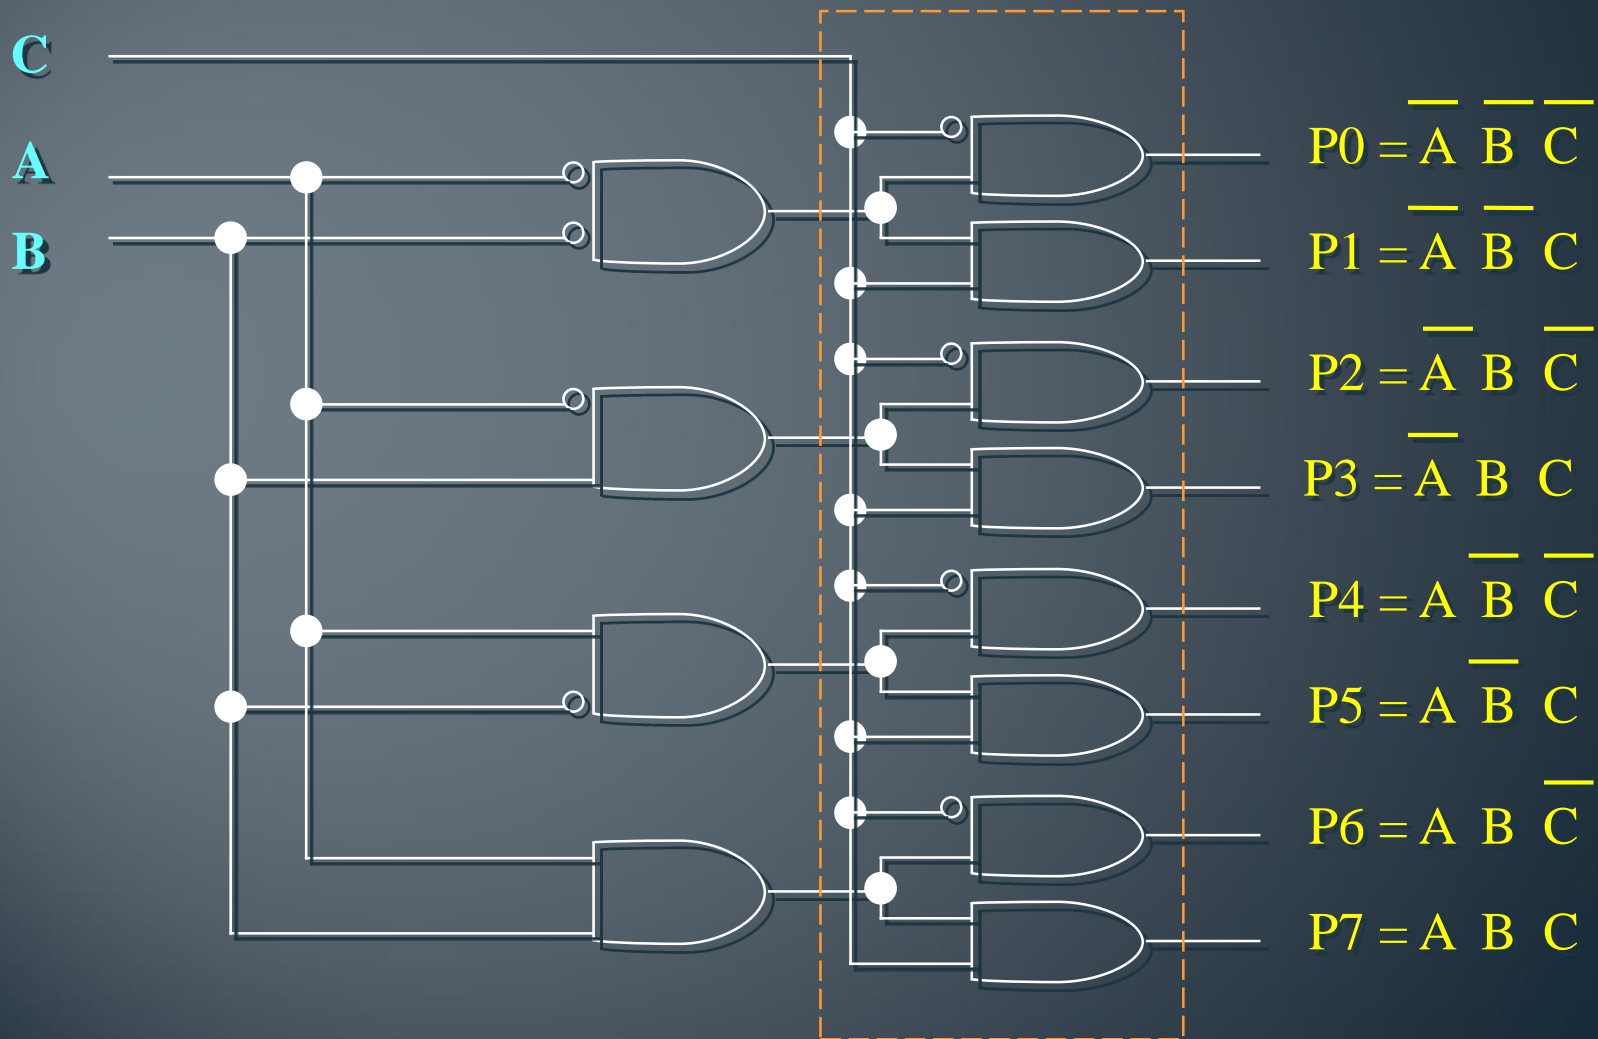 C
A
B
P0 = A̅ B̅ C̅
P1 = A̅ B̅ C
P2 = A̅ B C̅
P3 = A̅ B C
P4 = A B̅ C̅
P5 = A B̅ C
P6 = A B C̅
P7 = A B C